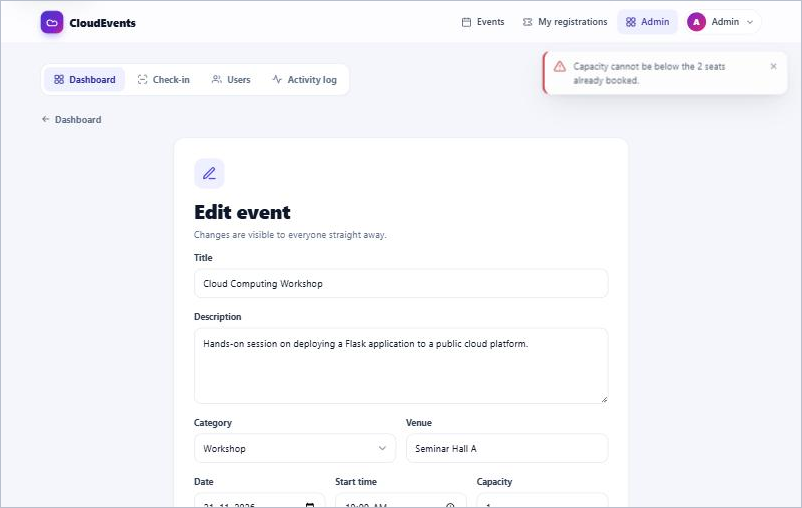 CloudEvents
Events
My registrations
Admin
A
Admin
Dashboard
Check-in
Users
Activity log
Capacity cannot be below the 2 seats
already booked.
Dashboard
Edit event
Changes are visible to everyone straight away.
Title
Cloud Computing Workshop
Description
Hands-on session on deploying a Flask application to a public cloud platform.
Category
Venue
Workshop
Seminar Hall A
Date
Start time
Capacity